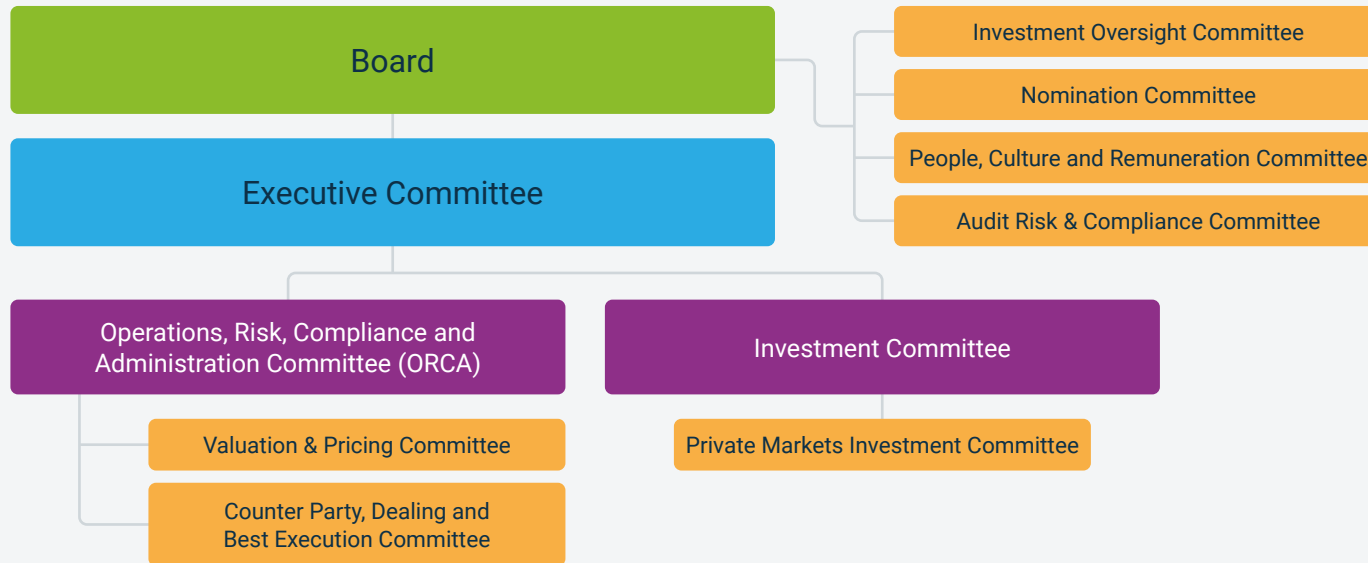 Board
Investment Oversight Committee
Nomination Committee
People, Culture and Remuneration Committee
Audit Risk & Compliance Committee
Executive Committee
Operations, Risk, Compliance and
Administration Committee (ORCA)
Investment Committee
Valuation & Pricing Committee
Private Markets Investment Committee
Counter Party, Dealing and
Best Execution Committee